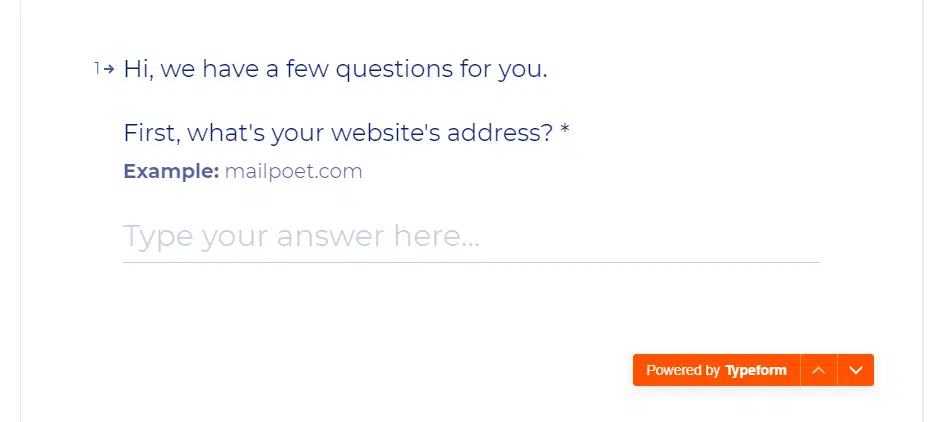 1→ Hi, we have a few questions for you.
First, what's your website's address? *
Example: mailpoet.com
Type your answer here...
Powered by Typeform